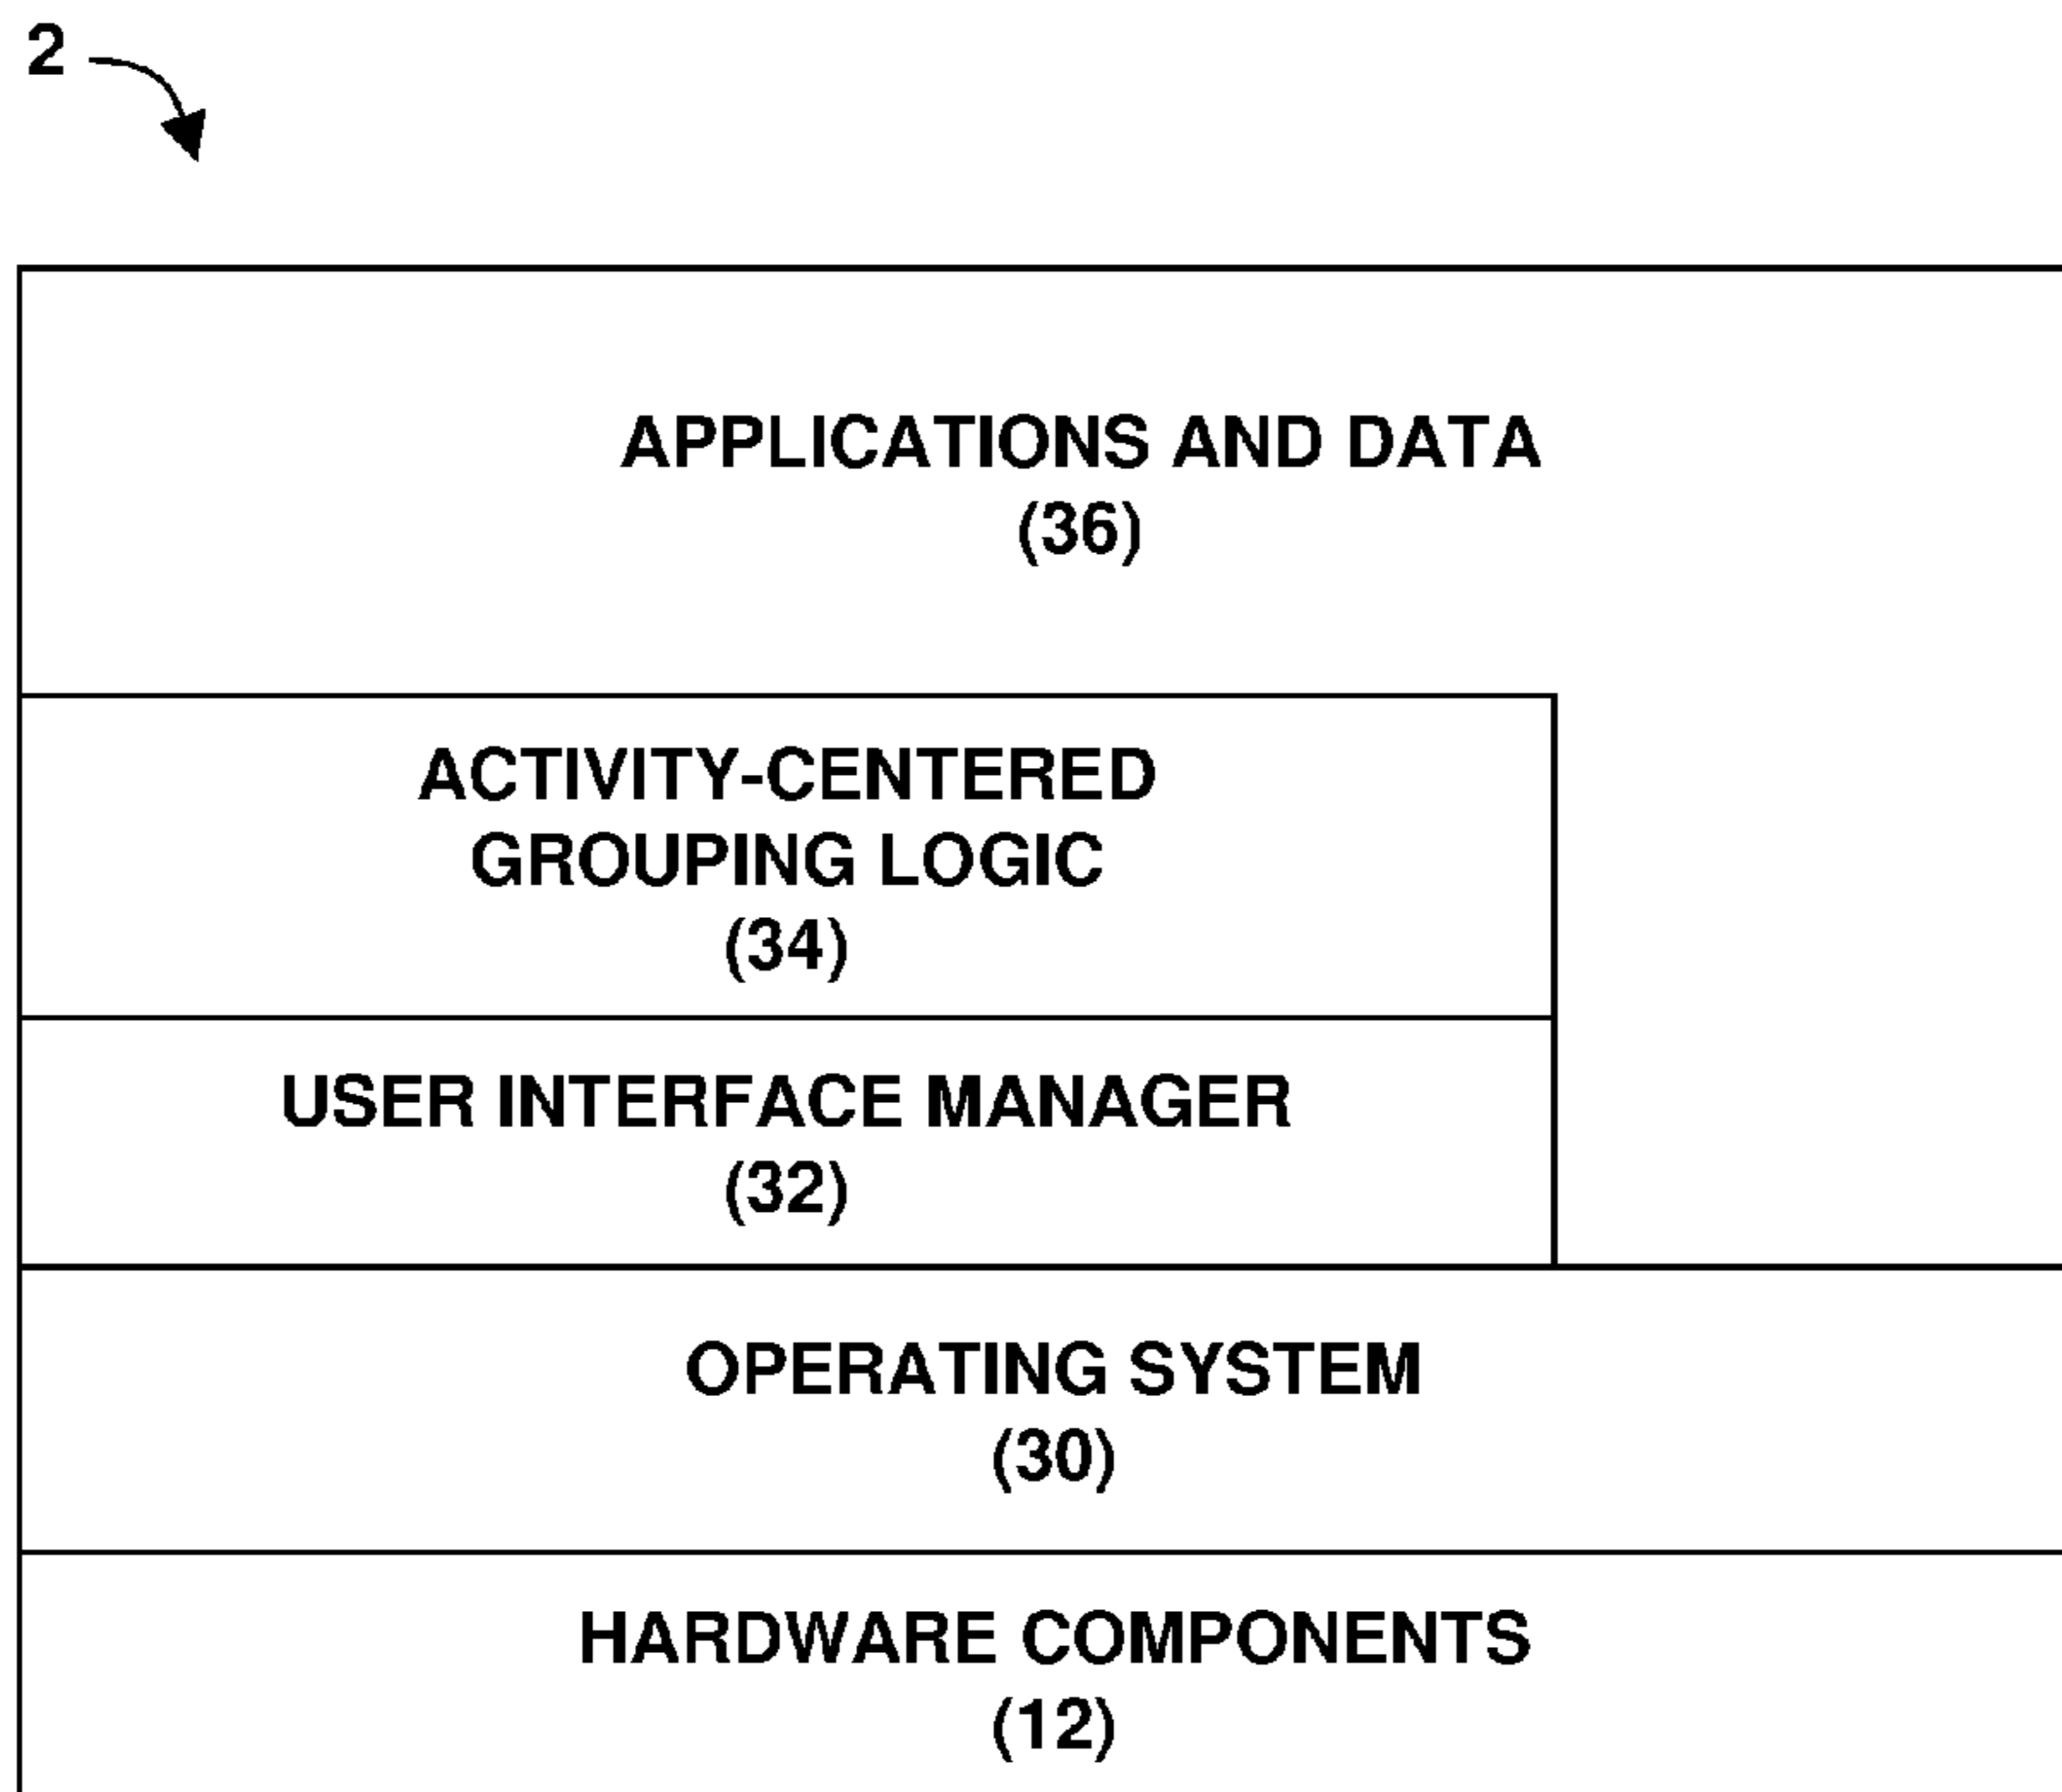 2
APPLICATIONS AND DATA
(36)
ACTIVITY-CENTERED
GROUPING LOGIC
(34)
USER INTERFACE MANAGER
(32)
OPERATING SYSTEM
(30)
HARDWARE COMPONENTS
(12)